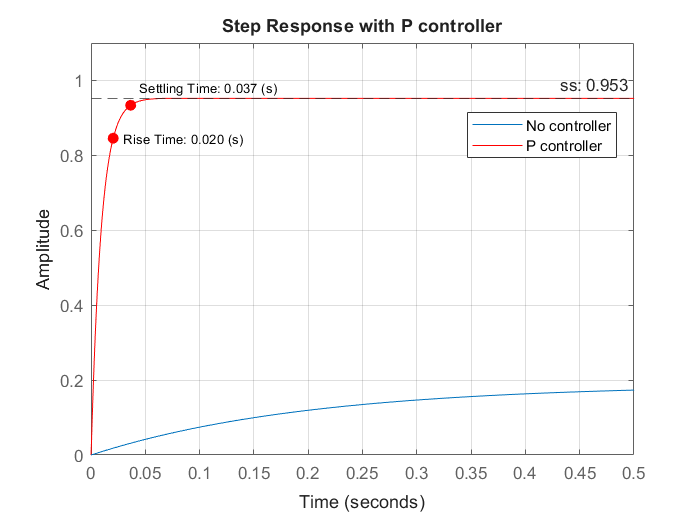 Step Response with P controller
1
0.8
0.6
0.4
0.2
0
Amplitude
Settling Time: 0.037 (s)
ss: 0.953
Rise Time: 0.020 (s)
No controller
P controller
0 0.05 0.1 0.15 0.2 0.25 0.3 0.35 0.4 0.45 0.5
Time (seconds)